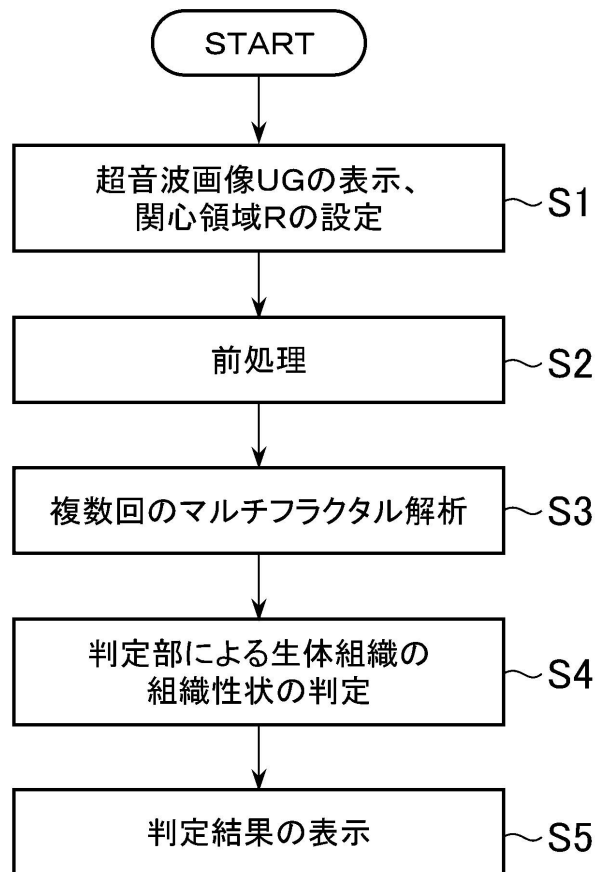 START
超音波画像UGの表示、
関心領域Rの設定
S1
前処理
S2
複数回のマルチフラクタル解析
S3
判定部による生体組織の
組織性状の判定
S4
判定結果の表示
S5